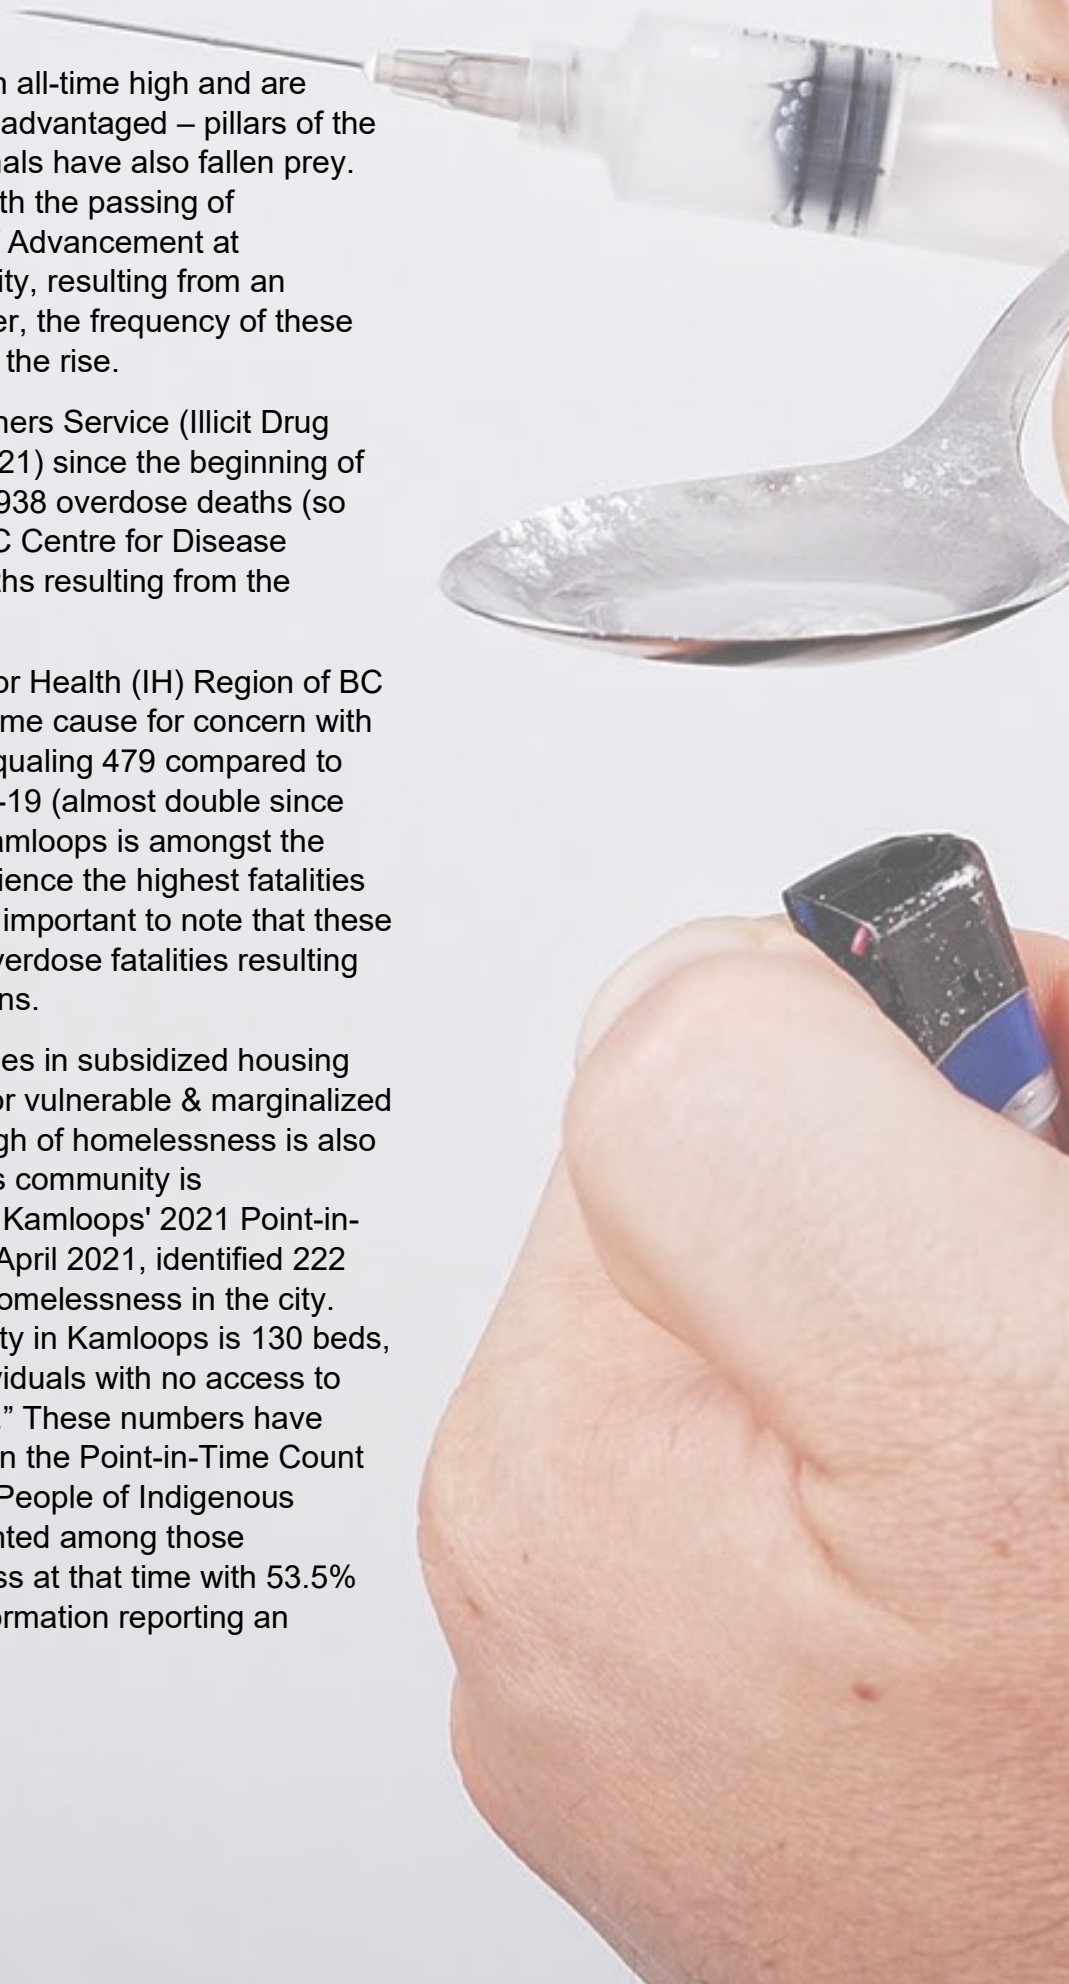 n all-time high and are
advantaged – pillars of the
als have also fallen prey.
th the passing of
Advancement at
ity, resulting from an
er, the frequency of these
the rise.
ners Service (Illicit Drug
21) since the beginning of
938 overdose deaths (so
C Centre for Disease
hs resulting from the
or Health (IH) Region of BC
me cause for concern with
qualing 479 compared to
-19 (almost double since
amloops is amongst the
ience the highest fatalities
important to note that these
verdose fatalities resulting
ns.
es in subsidized housing
or vulnerable & marginalized
gh of homelessness is also
s community is
Kamloops' 2021 Point-in-
April 2021, identified 222
omelessness in the city.
ty in Kamloops is 130 beds,
viduals with no access to
.” These numbers have
n the Point-in-Time Count
People of Indigenous
nted among those
ss at that time with 53.5%
ormation reporting an